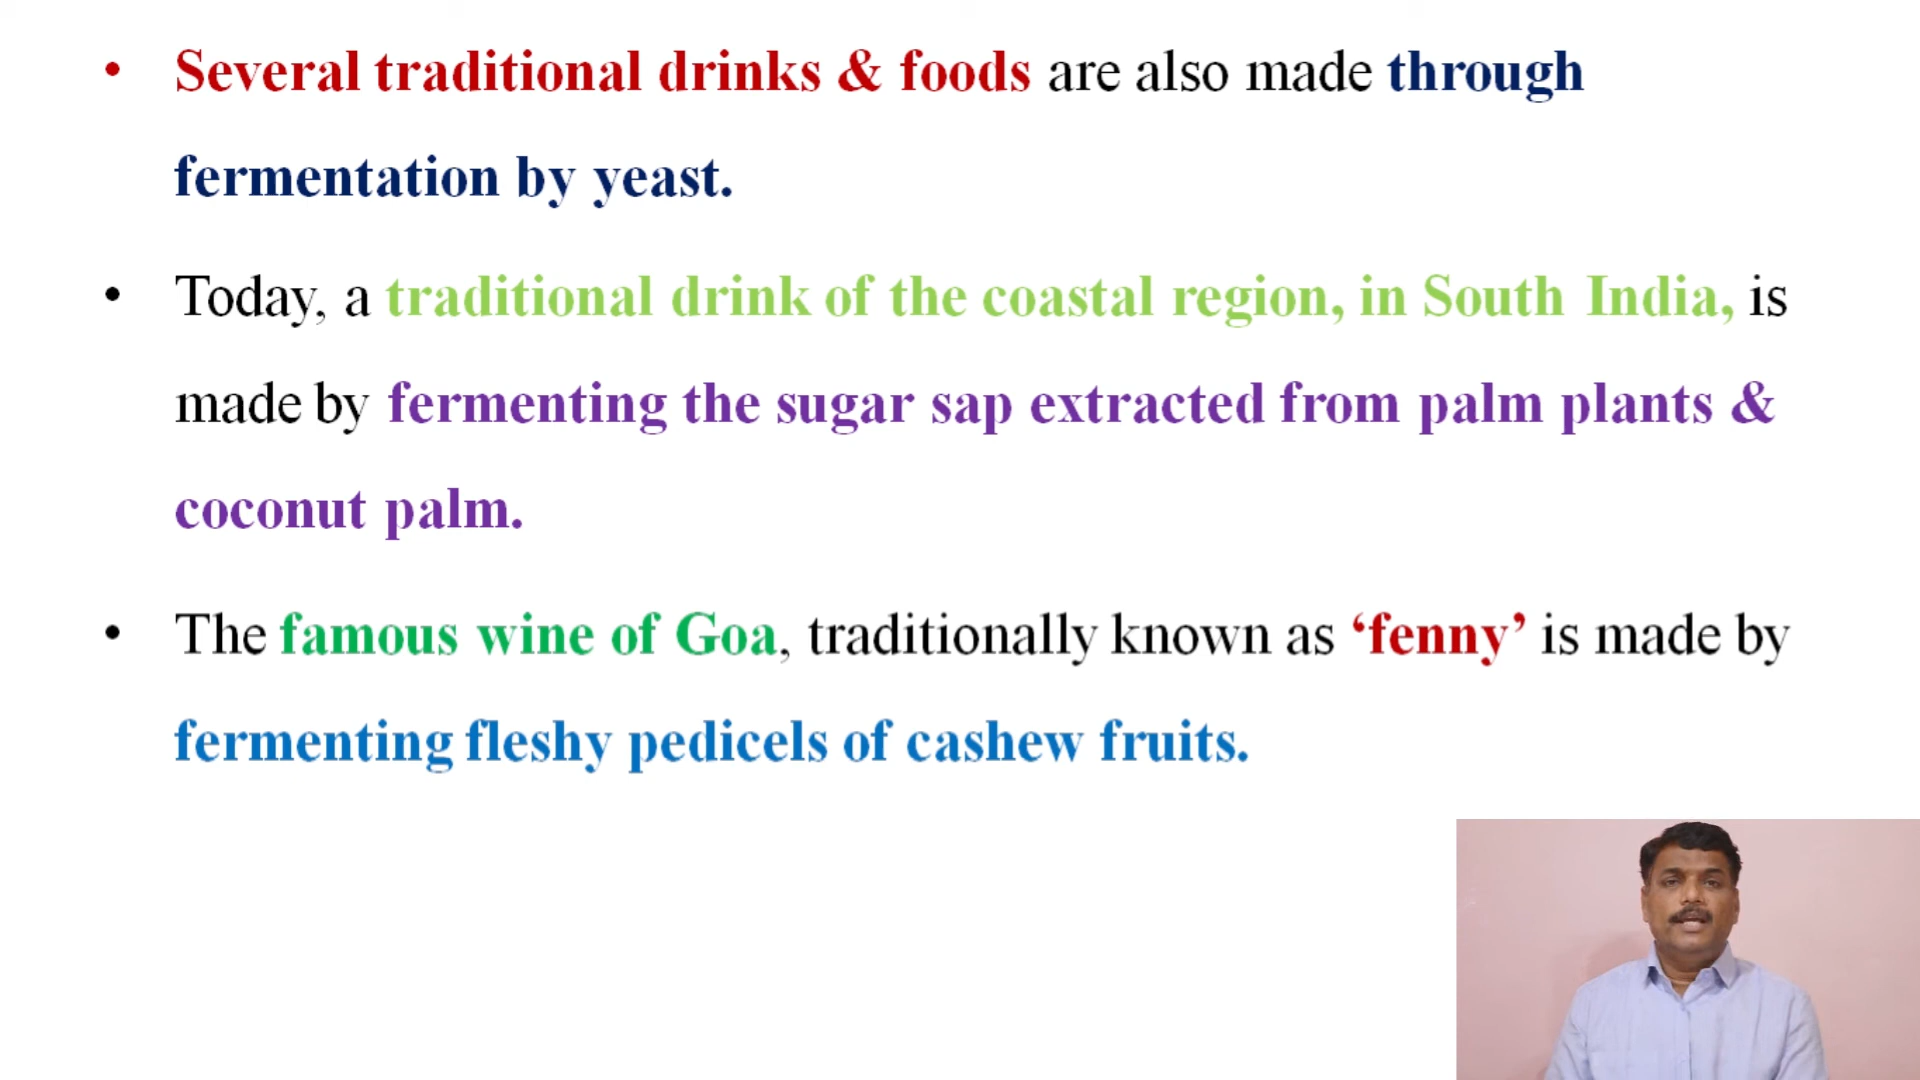 • Several traditional drinks & foods are also made through
fermentation by yeast.
• Today, a traditional drink of the coastal region, in South India, is
made by fermenting the sugar sap extracted from palm plants &
coconut palm.
• The famous wine of Goa, traditionally known as ‘fenny’ is made by
fermenting fleshy pedicels of cashew fruits.